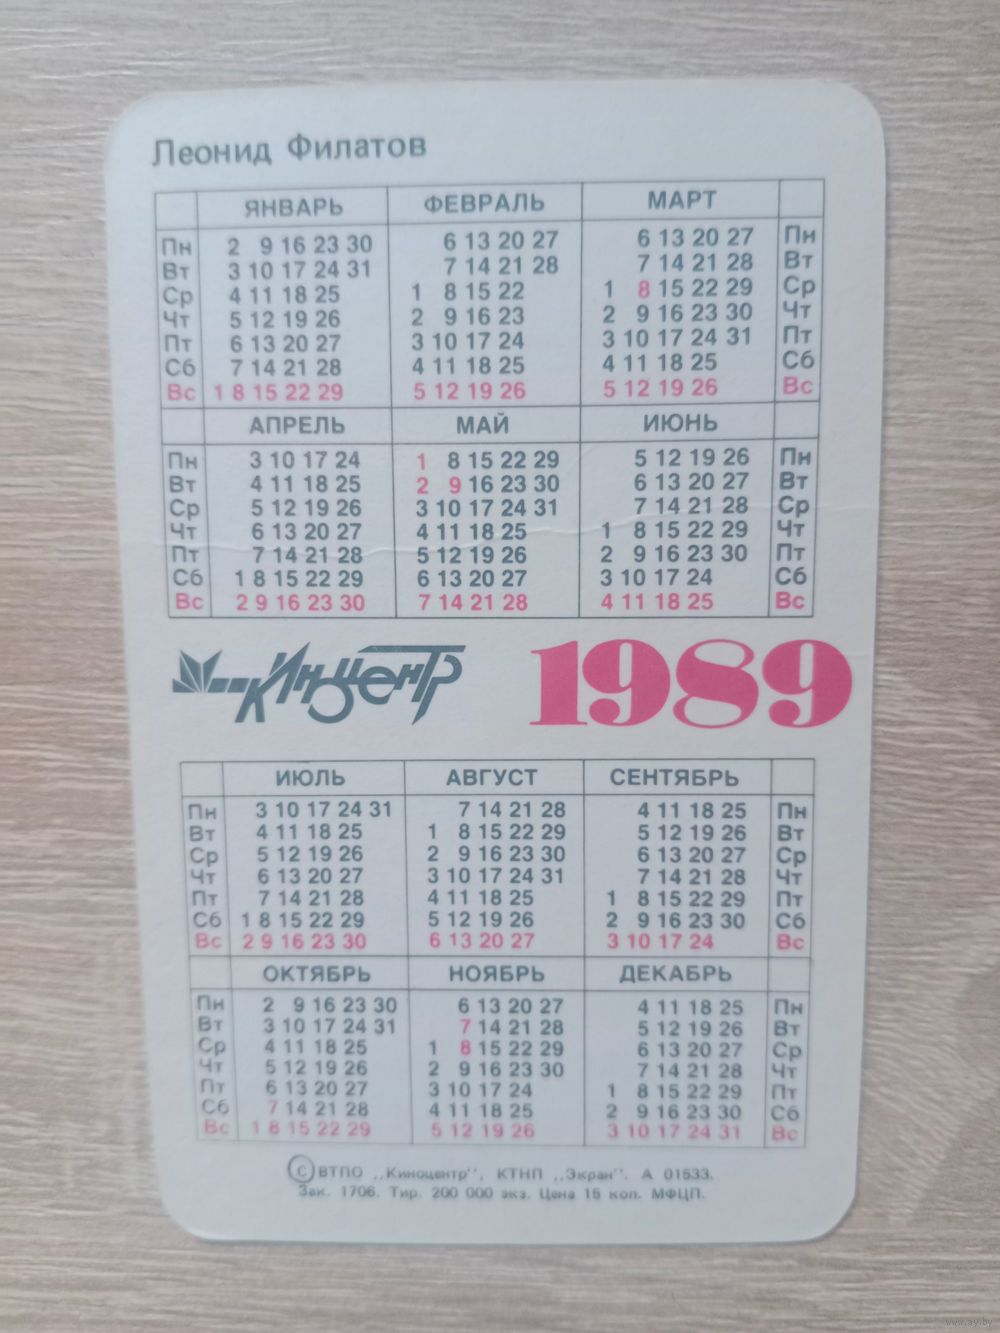 Леонид Филатов
ЯНВАРЬ ФЕВРАЛЬ МАРТ
Пн 2 9 16 23 30 6 13 20 27 6 13 20 27 Пн
Вт 3 10 17 24 31 7 14 21 28 7 14 21 28 Вт
Ср 4 11 18 25 1 8 15 22 1 8 15 22 29 Ср
Чт 5 12 19 26 2 9 16 23 2 9 16 23 30 Чт
Пт 6 13 20 27 3 10 17 24 3 10 17 24 31 Пт
Сб 7 14 21 28 4 11 18 25 4 11 18 25 Сб
Вс 1 8 15 22 29 5 12 19 26 5 12 19 26 Вс
АПРЕЛЬ МАЙ ИЮНЬ
Пн 3 10 17 24 1 8 15 22 29 5 12 19 26 Пн
Вт 4 11 18 25 2 9 16 23 30 6 13 20 27 Вт
Ср 5 12 19 26 3 10 17 24 31 7 14 21 28 Ср
Чт 6 13 20 27 4 11 18 25 1 8 15 22 29 Чт
Пт 7 14 21 28 5 12 19 26 2 9 16 23 30 Пт
Сб 1 8 15 22 29 6 13 20 27 3 10 17 24 Сб
Вс 2 9 16 23 30 7 14 21 28 4 11 18 25 Вс
Киноцентр 1989
ИЮЛЬ АВГУСТ СЕНТЯБРЬ
Пн 3 10 17 24 31 7 14 21 28 4 11 18 25 Пн
Вт 4 11 18 25 1 8 15 22 29 5 12 19 26 Вт
Ср 5 12 19 26 2 9 16 23 30 6 13 20 27 Ср
Чт 6 13 20 27 3 10 17 24 31 7 14 21 28 Чт
Пт 7 14 21 28 4 11 18 25 1 8 15 22 29 Пт
Сб 1 8 15 22 29 5 12 19 26 2 9 16 23 30 Сб
Вс 2 9 16 23 30 6 13 20 27 3 10 17 24 Вс
ОКТЯБРЬ НОЯБРЬ ДЕКАБРЬ
Пн 2 9 16 23 30 6 13 20 27 4 11 18 25 Пн
Вт 3 10 17 24 31 7 14 21 28 5 12 19 26 Вт
Ср 4 11 18 25 1 8 15 22 29 6 13 20 27 Ср
Чт 5 12 19 26 2 9 16 23 30 7 14 21 28 Чт
Пт 6 13 20 27 3 10 17 24 1 8 15 22 29 Пт
Сб 7 14 21 28 4 11 18 25 2 9 16 23 30 Сб
Вс 1 8 15 22 29 5 12 19 26 3 10 17 24 31 Вс
© ВТПО ,,Киноцентр'', КТНП ,,Экран''. А 01533.
Зак. 1706. Тир. 200 000 экз. Цена 15 коп. МФЦП.
www.ay.by